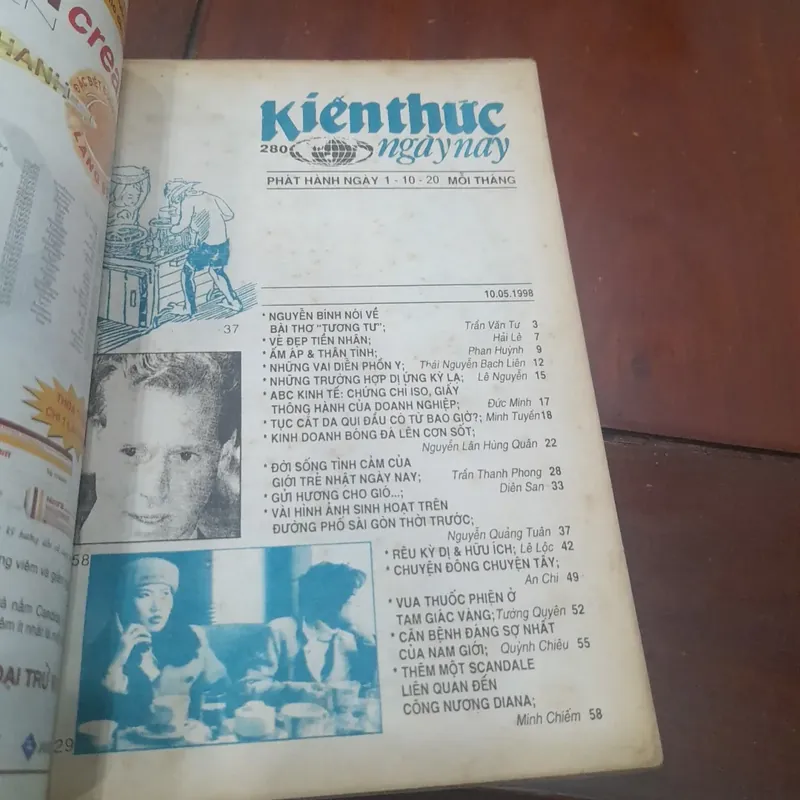 crea
HANH
Kiến thức
280 ngày nay
PHÁT HÀNH NGÀY 1 - 10 - 20 MỖI THÁNG
10.05.1998
37
* NGUYỄN BÍNH NÓI VỀ
BÀI THƠ "TƯƠNG TƯ"; Trần Văn Tư 3
* VẺ ĐẸP TIỀN NHÂN; Hải Lê 7
* ẤM ÁP & THÂN TÌNH; Phan Huỳnh 9
* NHỮNG VAI DIỄN PHỒN Y; Thái Nguyễn Bạch Liên 12
* NHỮNG TRƯỜNG HỢP DỊ ỨNG KỲ LẠ; Lê Nguyễn 15
* ABC KINH TẾ: CHỨNG CHỈ ISO, GIẤY
THÔNG HÀNH CỦA DOANH NGHIỆP; Đức Minh 17
* TỤC CẮT DA QUI ĐẦU CÓ TỪ BAO GIỜ?; Minh Tuyến 18
* KINH DOANH BÓNG ĐÁ LÊN CƠN SỐT;
Nguyễn Lân Hùng Quân 22
* ĐỜI SỐNG TÌNH CẢM CỦA
GIỚI TRẺ NHẬT NGÀY NAY; Trần Thanh Phong 28
* GỬI HƯƠNG CHO GIÓ...; Diên San 33
* VÀI HÌNH ẢNH SINH HOẠT TRÊN
ĐƯỜNG PHỐ SÀI GÒN THỜI TRƯỚC;
Nguyễn Quảng Tuân 37
* RÊU KỲ DỊ & HỮU ÍCH; Lê Lộc 42
* CHUYỆN ĐÔNG CHUYỆN TÂY;
An Chi 49
* VUA THUỐC PHIỆN Ở
TAM GIÁC VÀNG; Tường Quyên 52
* CĂN BỆNH ĐÁNG SỢ NHẤT
CỦA NAM GIỚI; Quỳnh Chiêu 55
* THÊM MỘT SCANDALE
LIÊN QUAN ĐẾN
CÔNG NƯƠNG DIANA;
Minh Chiếm 58
58
29